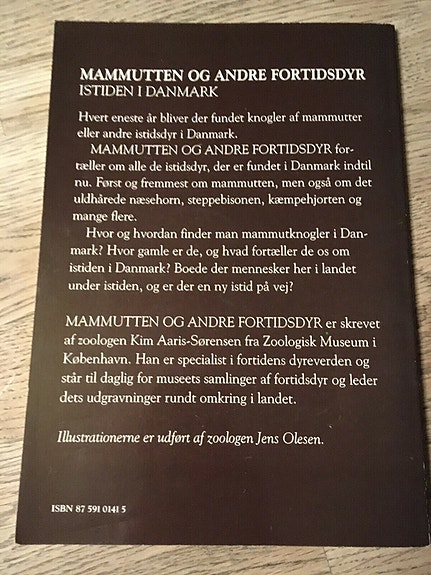 MAMMUTTEN OG ANDRE FORTIDSDYR
ISTIDEN I DANMARK
Hvert eneste år bliver der fundet knogler af mammutter
eller andre istidsdyr i Danmark.
MAMMUTTEN OG ANDRE FORTIDSDYR for-
tæller om alle de istidsdyr, der er fundet i Danmark indtil
nu. Først og fremmest om mammutten, men også om det
uldhårede næsehorn, steppebisonen, kæmpehjorten og
mange flere.
Hvor og hvordan finder man mammutknogler i Dan-
mark? Hvor gamle er de, og hvad fortæller de os om
istiden i Danmark? Boede der mennesker her i landet
under istiden, og er der en ny istid på vej?
MAMMUTTEN OG ANDRE FORTIDSDYR er skrevet
af zoologen Kim Aaris-Sørensen fra Zoologisk Museum i
København. Han er specialist i fortidens dyreverden og
står til daglig for museets samlinger af fortidsdyr og leder
dets udgravninger rundt omkring i landet.
Illustrationerne er udført af zoologen Jens Olesen.
ISBN 87 591 0141 5